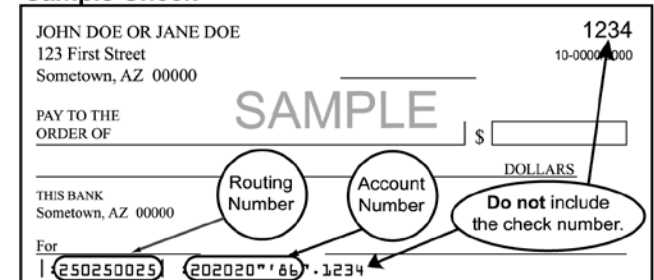 Sample Check
JOHN DOE OR JANE DOE
123 First Street
Sometown, AZ 00000
1234
10-0000/0000
PAY TO THE
ORDER OF
SAMPLE
$
DOLLARS
THIS BANK
Sometown, AZ 00000
Routing
Number
Account
Number
Do not include
the check number.
For
250250025
202020"'86
1234